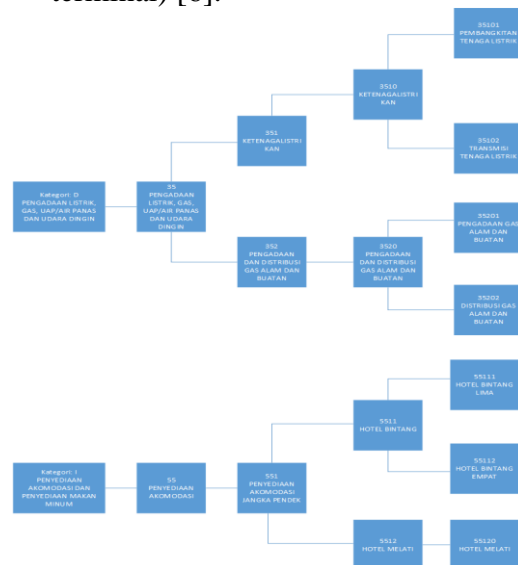 terminal) [6].
35101
PEMBANGKITAN
TENAGA LISTRIK
3510
KETENAGALISTRI
KAN
351
KETENAGALISTRI
KAN
35102
TRANSMISI
TENAGA LISTRIK
Kategori: D
PENGADAAN LISTRIK,
GAS, UAP/AIR PANAS
DAN UDARA DINGIN
35
PENGADAAN
LISTRIK, GAS,
UAP/AIR PANAS
DAN UDARA
DINGIN
35201
PENGADAAN GAS
ALAM DAN
BUATAN
352
PENGADAAN
DAN DISTRIBUSI
GAS ALAM DAN
BUATAN
3520
PENGADAAN
DAN DISTRIBUSI
GAS ALAM DAN
BUATAN
35202
DISTRIBUSI GAS
ALAM DAN
BUATAN
55111
HOTEL BINTANG
LIMA
5511
HOTEL BINTANG
Kategori: I
PENYEDIAAN
AKOMODASI DAN
PENYEDIAAN MAKAN
MINUM
55
PENYEDIAAN
AKOMODASI
551
PENYEDIAAN
AKOMODASI
JANGKA PENDEK
55112
HOTEL BINTANG
EMPAT
5512
HOTEL MELATI
55120
HOTEL MELATI